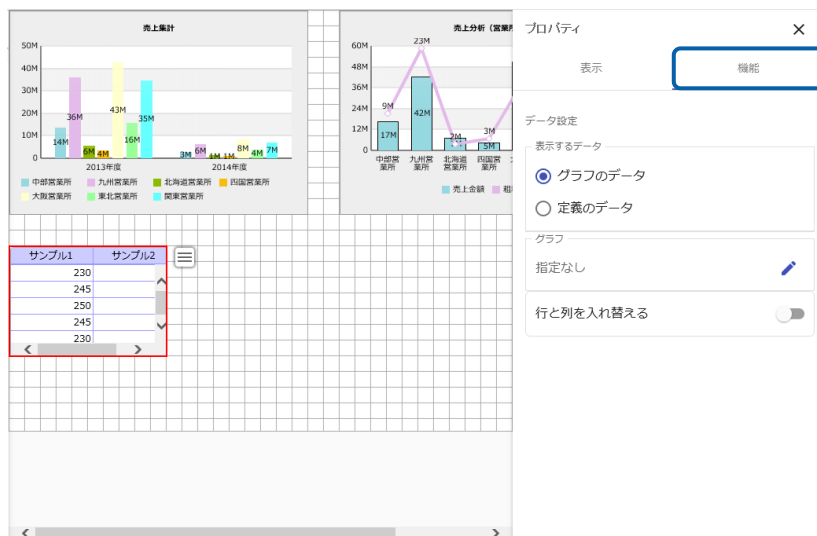 売上集計
50M
40M
30M
20M
10M
0
14M
36M
6M
4M
43M
16M
35M
3M
6M
1M
1M
8M
4M
7M
2013年度
2014年度
中部営業所
九州営業所
北海道営業所
四国営業所
大阪営業所
東北営業所
関東営業所
売上分析（営業所
60M
48M
36M
24M
12M
0
9M
17M
23M
42M
2M
3M
5M
中部営業所
九州営業所
北海道営業所
四国営業所
売上金額
サンプル1
サンプル2
230
245
250
245
230
プロパティ
表示
機能
データ設定
表示するデータ
グラフのデータ
定義のデータ
グラフ
指定なし
行と列を入れ替える